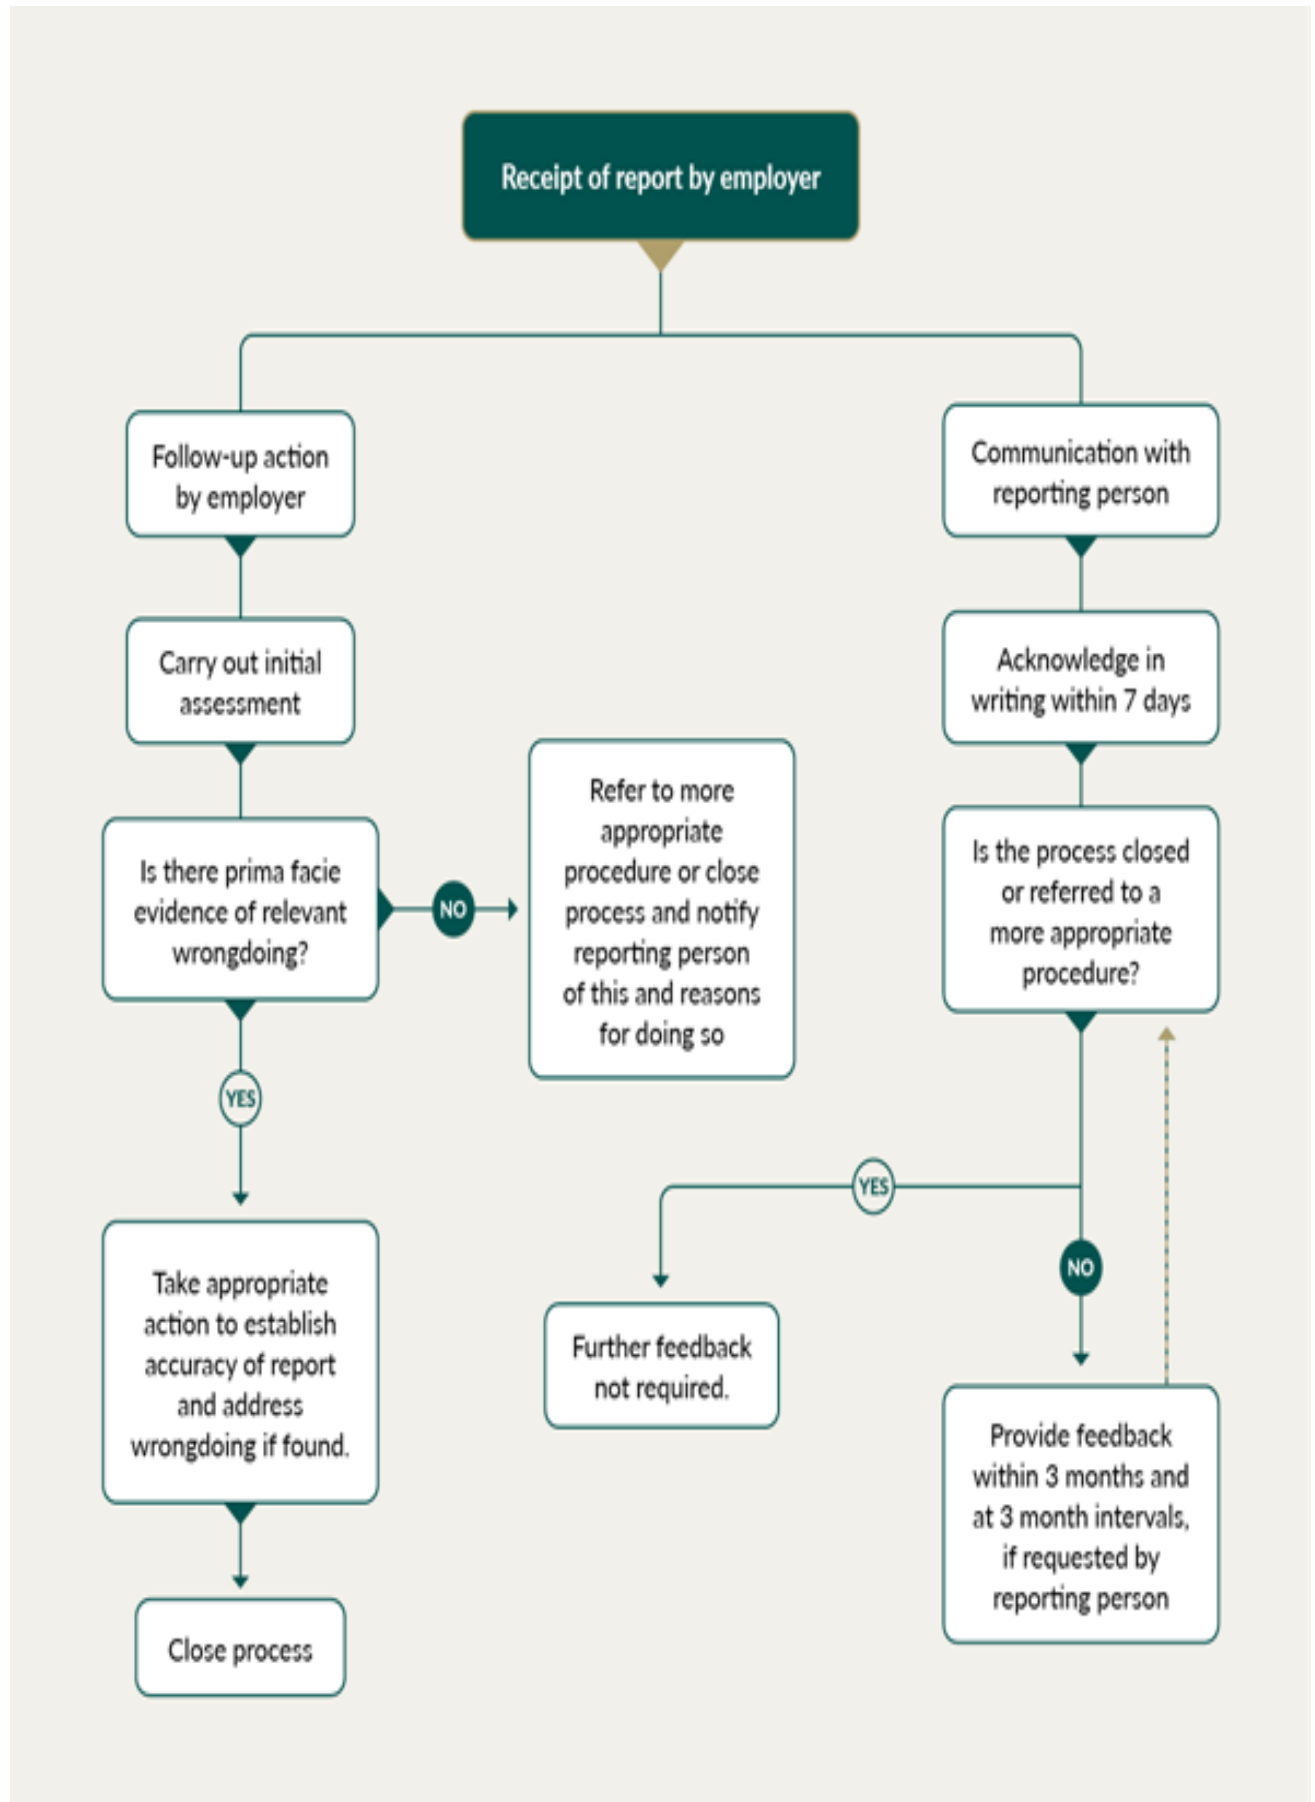 Receipt of report by employer
Follow-up action
by employer
Carry out initial
assessment
Is there prima facie
evidence of relevant
wrongdoing?
NO
Refer to more
appropriate
procedure or close
process and notify
reporting person
of this and reasons
for doing so
YES
Take appropriate
action to establish
accuracy of report
and address
wrongdoing if found.
Close process
Communication with
reporting person
Acknowledge in
writing within 7 days
Is the process closed
or referred to a
more appropriate
procedure?
YES
Further feedback
not required.
NO
Provide feedback
within 3 months and
at 3 month intervals,
if requested by
reporting person